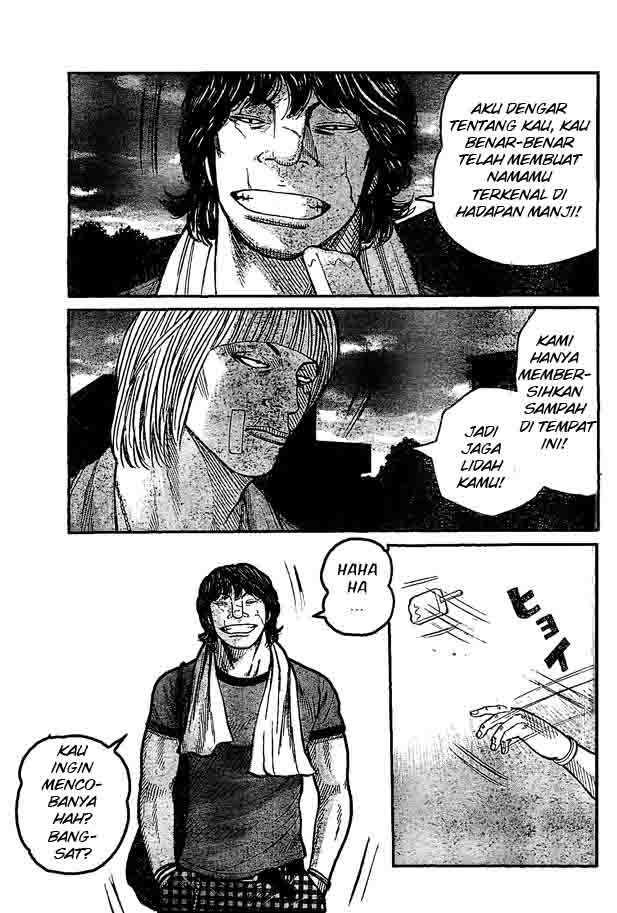 AKU DENGAR
TENTANG KAU, KAU
BENAR-BENAR
TELAH MEMBUAT
NAMAMU
TERKENAL DI
HADAPAN MANJI!
KAMI
HANYA
MEMBER-
SIHKAN
SAMPAH
DI TEMPAT
INI!
JADI
JAGA
LIDAH
KAMU!
ヒョイ
HAHA
HA
...
KAU
INGIN
MENCO-
BANYA
HAH?
BANG-
SAT?